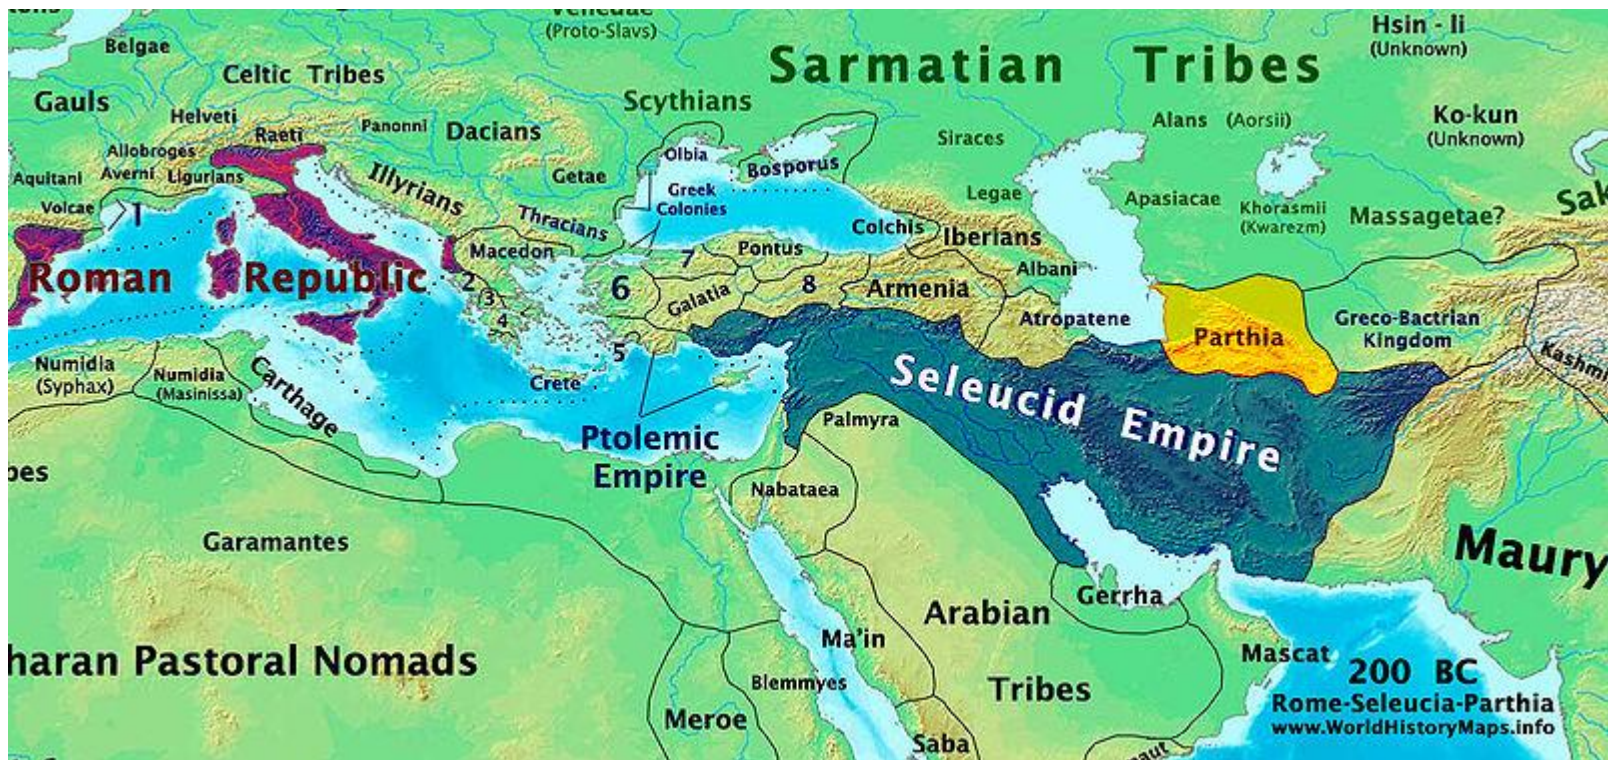 Venedae
(Proto-Slavs)
Belgae
Celtic Tribes
Gauls
Helveti
Raeti
Panonni
Dacians
Scythians
Sarmatian Tribes
Hsin - li
(Unknown)
Ko-kun
(Unknown)
Alans (Aorsii)
Siraces
Allobroges
Averni
Ligurians
Aquitani
Volcae
1
Illyrians
Getae
Thracians
Olbia
Greek
Colonies
Bosporus
Legae
Apasiacae
Khorasmii
(Kwarezm)
Massagetae?
Sak
Colchis
Iberians
Albani
Macedon
Pontus
7
6
8
2
3
4
5
Galatia
Armenia
Atropatene
Roman Republic
Parthia
Greco-Bactrian
Kingdom
Kashmi
Numidia
(Syphax)
Numidia
(Masinissa)
Carthage
Crete
Seleucid Empire
Ptolemic
Empire
Palmyra
Nabataea
bes
Garamantes
haran Pastoral Nomads
Maury
Gerrha
Arabian
Tribes
Ma'in
Mascat
Blemmyes
Meroe
Saba
aut
200 BC
Rome-Seleucia-Parthia
www.WorldHistoryMaps.info